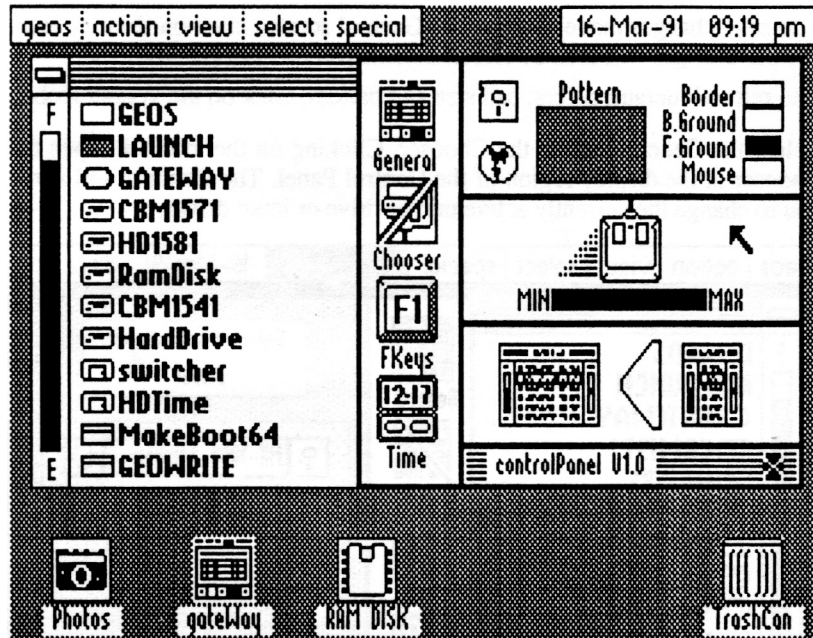 geos action view select special
16-Mar-91 09:19 pm
F
GEOS
LAUNCH
GATEWAY
CBM1571
HD1581
RamDisk
CBM1541
HardDrive
switcher
HDTime
MakeBoot64
E
GEOWRITE
General
Chooser
F1
FKeys
12:17
Time
Pattern
Border
B.Ground
F.Ground
Mouse
MIN
MAX
controlPanel V1.0
Photos
gateWay
RAM DISK
TrashCan